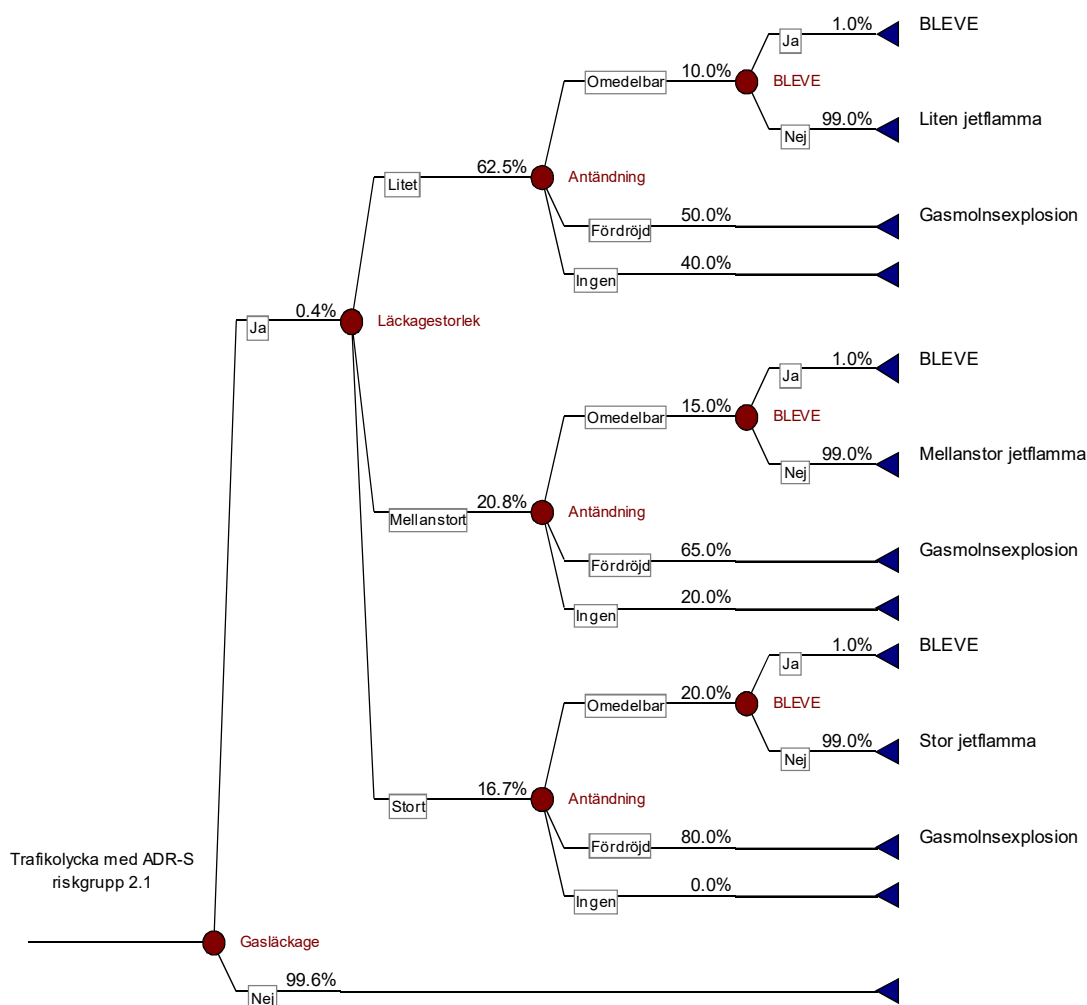 1.0%
BLEVE
Ja
Omedelbar
10.0%
BLEVE
99.0%
Liten jetflamma
Nej
62.5%
Litet
Antändning
50.0%
Gasmolnsexplosion
Fördröjd
40.0%
Ingen
0.4%
Ja
Läckagestorlek
1.0%
BLEVE
Ja
Omedelbar
15.0%
BLEVE
99.0%
Mellanstor jetflamma
Nej
20.8%
Mellanstort
Antändning
65.0%
Gasmolnsexplosion
Fördröjd
20.0%
Ingen
1.0%
BLEVE
Ja
Omedelbar
20.0%
BLEVE
99.0%
Stor jetflamma
Nej
16.7%
Stort
Antändning
80.0%
Gasmolnsexplosion
Fördröjd
0.0%
Ingen
Trafikolycka med ADR-S
riskgrupp 2.1
Gasläckage
99.6%
Nej